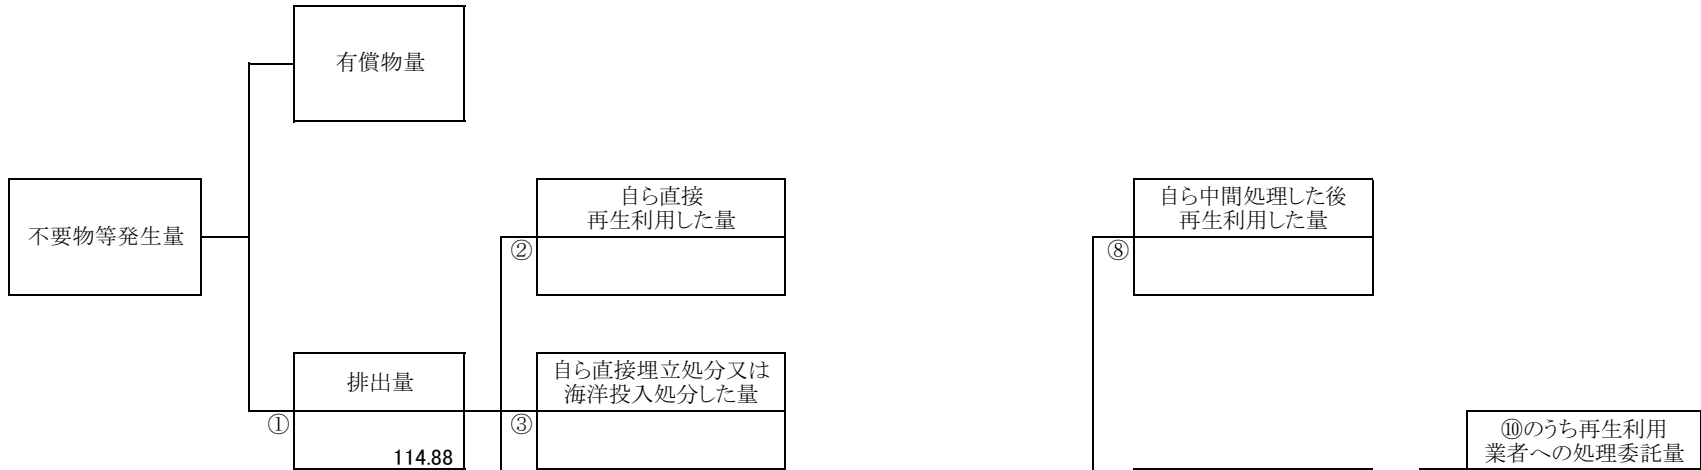 有償物量
不要物等発生量
自ら直接
再生利用した量
②
自ら中間処理した後
再生利用した量
⑧
排出量
①
114.88
自ら直接埋立処分又は
海洋投入処分した量
③
⑩のうち再生利用
業者への処理委託量